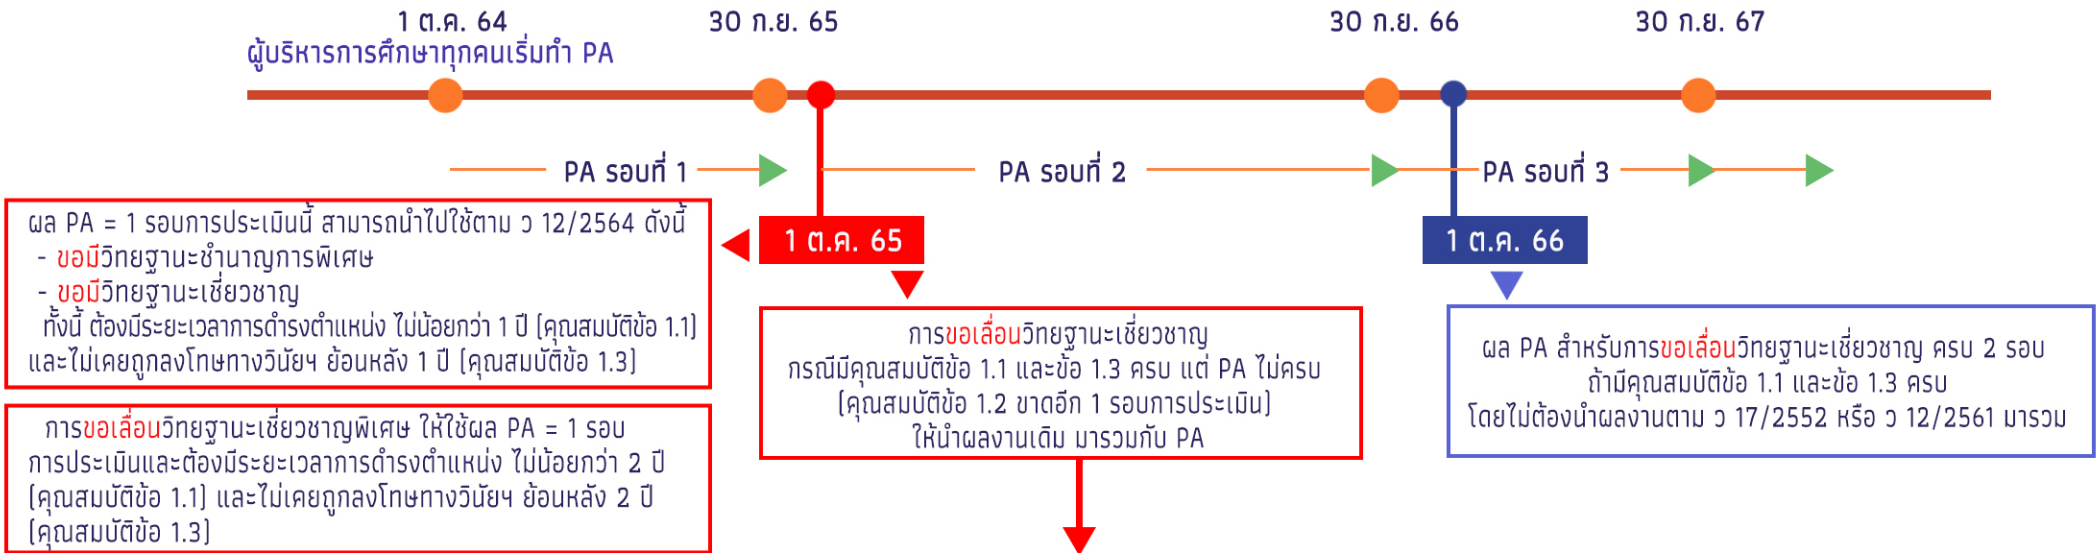 1 ต.ค. 64
30 ก.ย. 65
30 ก.ย. 66
30 ก.ย. 67
ผู้บริหารการศึกษาทุกคนเริ่มทำ PA
PA รอบที่ 1
PA รอบที่ 2
PA รอบที่ 3
1 ต.ค. 65
1 ต.ค. 66
ผล PA = 1 รอบการประเมินนี้ สามารถนำไปใช้ตาม ว 12/2564 ดังนี้
- ขอมีวิทยฐานะชำนาญการพิเศษ
- ขอมีวิทยฐานะเชี่ยวชาญ
ทั้งนี้ ต้องมีระยะเวลาการดำรงตำแหน่ง ไม่น้อยกว่า 1 ปี (คุณสมบัติข้อ 1.1)
และไม่เคยถูกลงโทษทางวินัยฯ ย้อนหลัง 1 ปี (คุณสมบัติข้อ 1.3)
การขอเลื่อนวิทยฐานะเชี่ยวชาญพิเศษ ให้ใช้ผล PA = 1 รอบ
การประเมินและต้องมีระยะเวลาการดำรงตำแหน่ง ไม่น้อยกว่า 2 ปี
(คุณสมบัติข้อ 1.1) และไม่เคยถูกลงโทษทางวินัยฯ ย้อนหลัง 2 ปี
(คุณสมบัติข้อ 1.3)
การขอเลื่อนวิทยฐานะเชี่ยวชาญ
กรณีมีคุณสมบัติข้อ 1.1 และข้อ 1.3 ครบ แต่ PA ไม่ครบ
(คุณสมบัติข้อ 1.2 ขาดอีก 1 รอบการประเมิน)
ให้นำผลงานเดิม มารวมกับ PA
ผล PA สำหรับการขอเลื่อนวิทยฐานะเชี่ยวชาญ ครบ 2 รอบ
ถ้ามีคุณสมบัติข้อ 1.1 และข้อ 1.3 ครบ
โดยไม่ต้องนำผลงานตาม ว 17/2552 หรือ ว 12/2561 มารวม